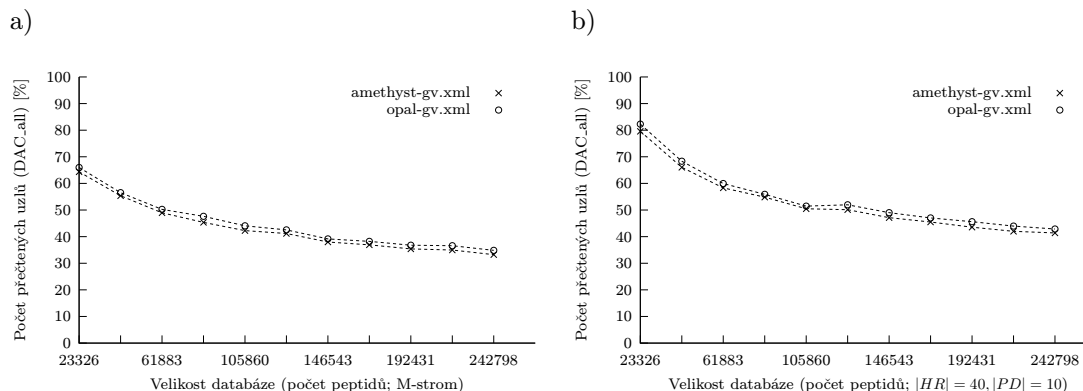 a)
Počet přečtených uzlů (DAC_all) [%]
100
90
80
70
60
50
40
30
20
10
0
amethyst-gv.xml
opal-gv.xml
23326 61883 105860 146543 192431 242798
Velikost databáze (počet peptidů; M-strom)
b)
Počet přečtených uzlů (DAC_all) [%]
100
90
80
70
60
50
40
30
20
10
0
amethyst-gv.xml
opal-gv.xml
23326 61883 105860 146543 192431 242798
Velikost databáze (počet peptidů; |HR| = 40, |PD| = 10)